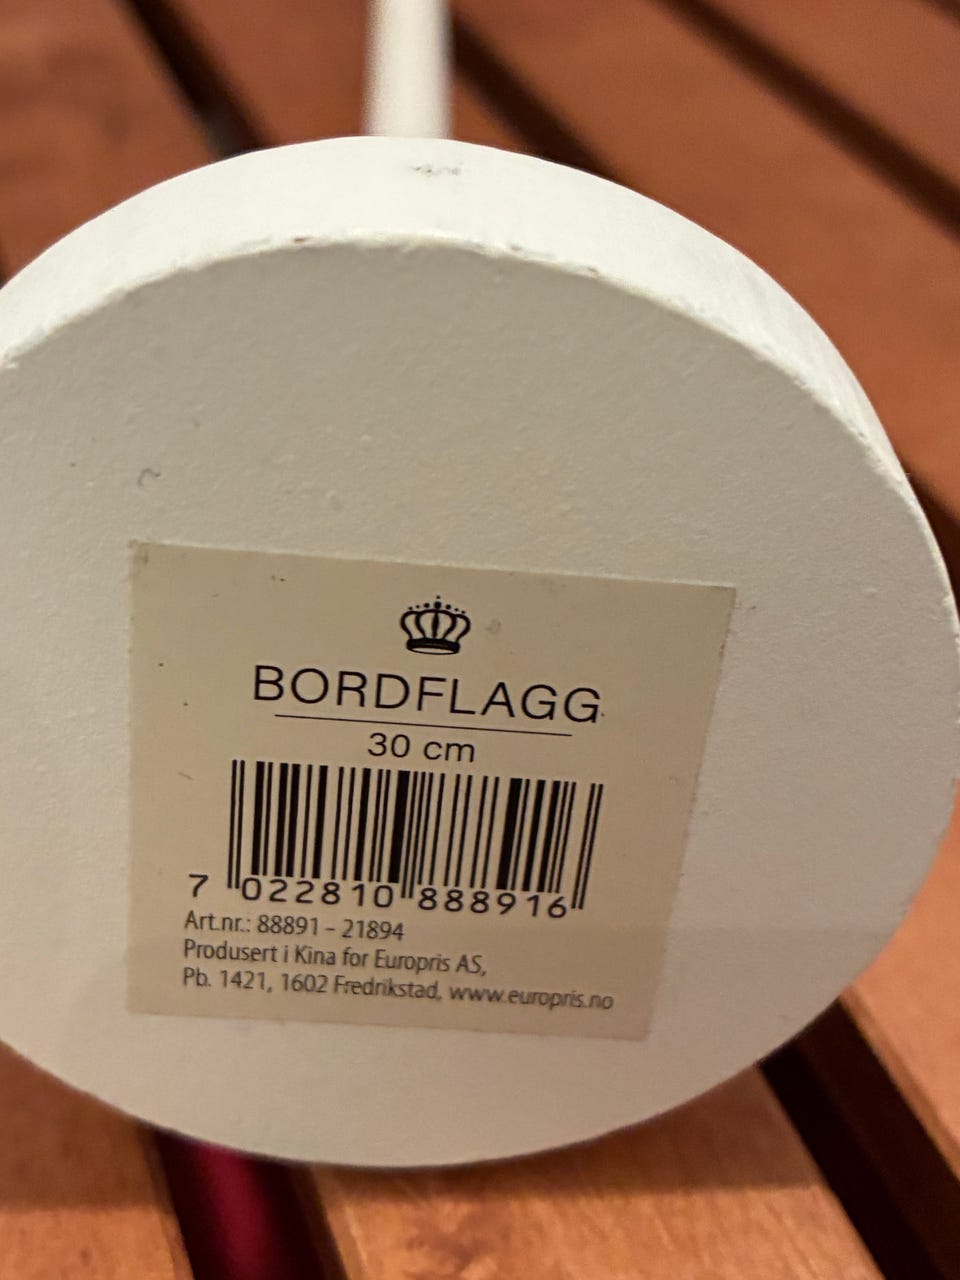 BORDFLAGG
30 cm
7 022810 888916
Art.nr.: 88891 – 21894
Produsert i Kina for Europris AS,
Pb. 1421, 1602 Fredrikstad, www.europris.no